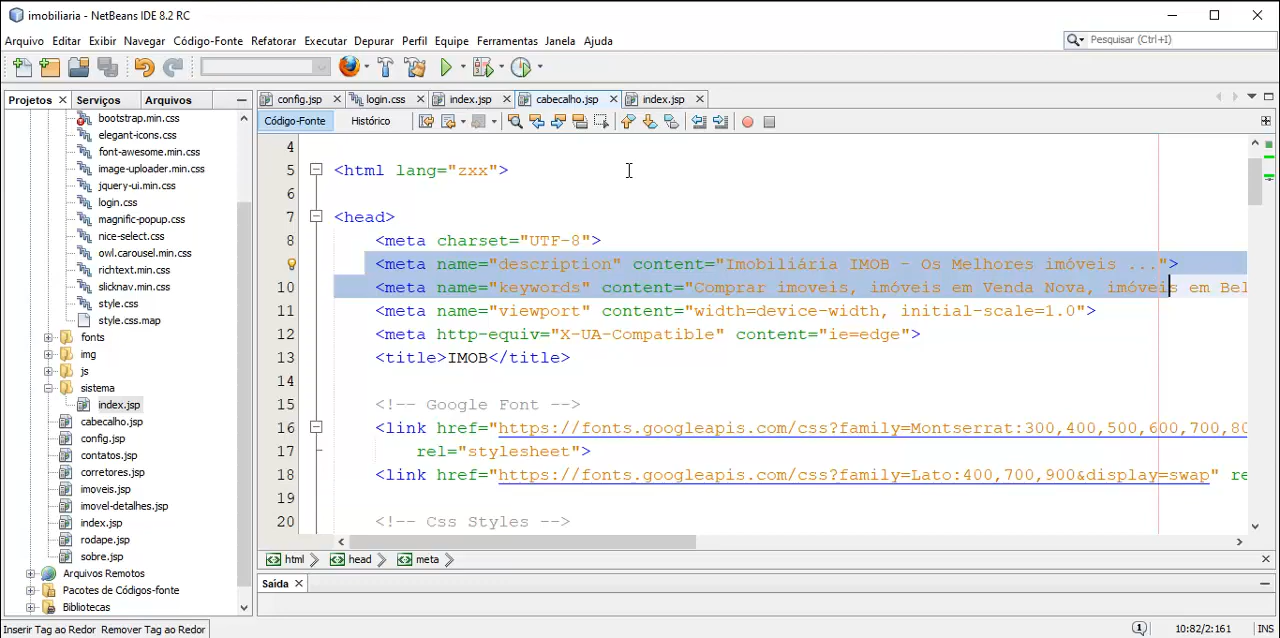 imobiliaria - NetBeans IDE 8.2 RC
Arquivo Editar Exibir Navegar Código-Fonte Refatorar Executar Depurar Perfil Equipe Ferramentas Janela Ajuda
Pesquisar (Ctrl+I)
Projetos Serviços Arquivos
config.jsp login.css index.jsp cabecalho.jsp index.jsp
Código-Fonte Histórico
bootstrap.min.css
elegant-icons.css
font-awesome.min.css
image-uploader.min.css
jquery-ui.min.css
login.css
magnific-popup.css
nice-select.css
owl.carousel.min.css
richtext.min.css
slicknav.min.css
style.css
style.css.map
fonts
img
js
sistema
index.jsp
cabecalho.jsp
config.jsp
contatos.jsp
corretores.jsp
imoveis.jsp
imovel-detalhes.jsp
index.jsp
rodape.jsp
sobre.jsp
Arquivos Remotos
Pacotes de Códigos-fonte
Bibliotecas
4
5 <html lang="zxx">
6
7 <head>
8 <meta charset="UTF-8">
9 <meta name="description" content="Imobiliária IMOB - Os Melhores imóveis ...">
10 <meta name="keywords" content="Comprar imoveis, imóveis em Venda Nova, imóveis em Bel
11 <meta name="viewport" content="width=device-width, initial-scale=1.0">
12 <meta http-equiv="X-UA-Compatible" content="ie=edge">
13 <title>IMOB</title>
14
15 <!-- Google Font -->
16 <link href="https://fonts.googleapis.com/css?family=Montserrat:300,400,500,600,700,80
17 rel="stylesheet">
18 <link href="https://fonts.googleapis.com/css?family=Lato:400,700,900&display=swap" re
19
20 <!-- Css Styles -->
html head meta
Saída
Inserir Tag ao Redor Remover Tag ao Redor
1 10:82/2:161 INS